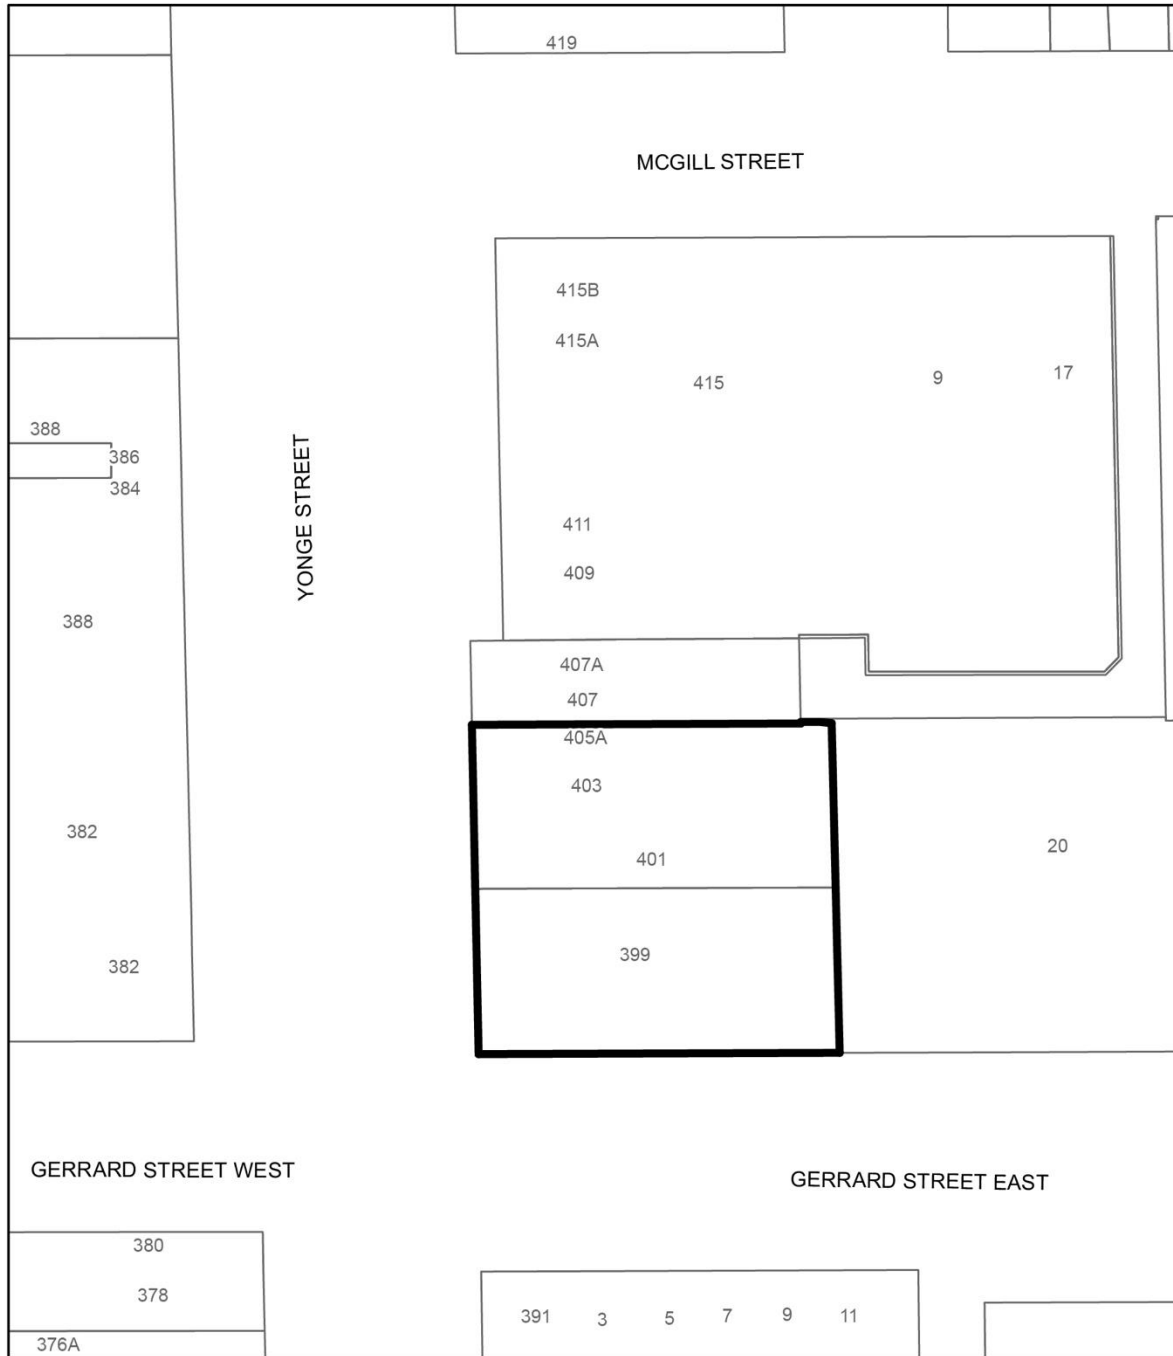 419
MCGILL STREET
415B
415A
415
9
17
388
386
384
YONGE STREET
411
409
388
407A
407
405A
403
382
401
20
399
382
GERRARD STREET WEST
GERRARD STREET EAST
380
378
376A
391
3
5
7
9
11